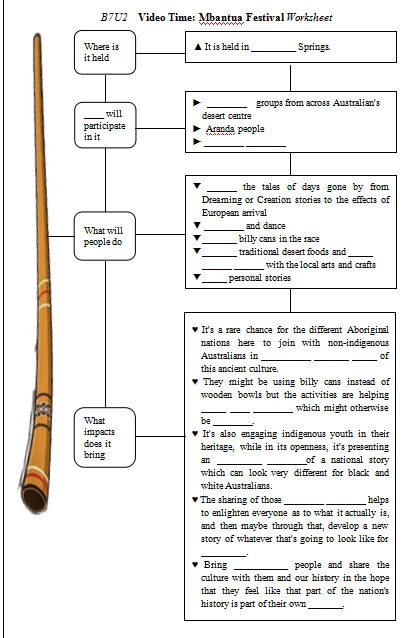 B7U2 Video Time: Mbantua Festival Worksheet
Where is
it held
▲ It is held in __________ Springs.
____ will
participate
in it
► ________ groups from across Australian's
desert centre
► Aranda people
► ________ ________
What will
people do
▼ ______ the tales of days gone by from
Dreaming or Creation stories to the effects of
European arrival
▼ ________ and dance
▼ _______ billy cans in the race
▼ _______ traditional desert foods and _____
______ ______ with the local arts and crafts
▼ _____ personal stories
What
impacts
does it
bring
♥ It's a rare chance for the different Aboriginal
nations here to join with non-indigenous
Australians in __________ _______ _____ of
this ancient culture.
♥ They might be using billy cans instead of
wooden bowls but the activities are helping
_____ ____ ________ which might otherwise
be ________.
♥ It's also engaging indigenous youth in their
heritage, while in its openness, it's presenting
an _________ _______of a national story
which can look very different for black and
white Australians.
♥ The sharing of those ________ __________ helps
to enlighten everyone as to what it actually is,
and then maybe through that, develop a new
story of whatever that's going to look like for
_________.
♥ Bring ___________ people and share the
culture with them and our history in the hope
that they feel like that part of the nation's
history is part of their own _______.